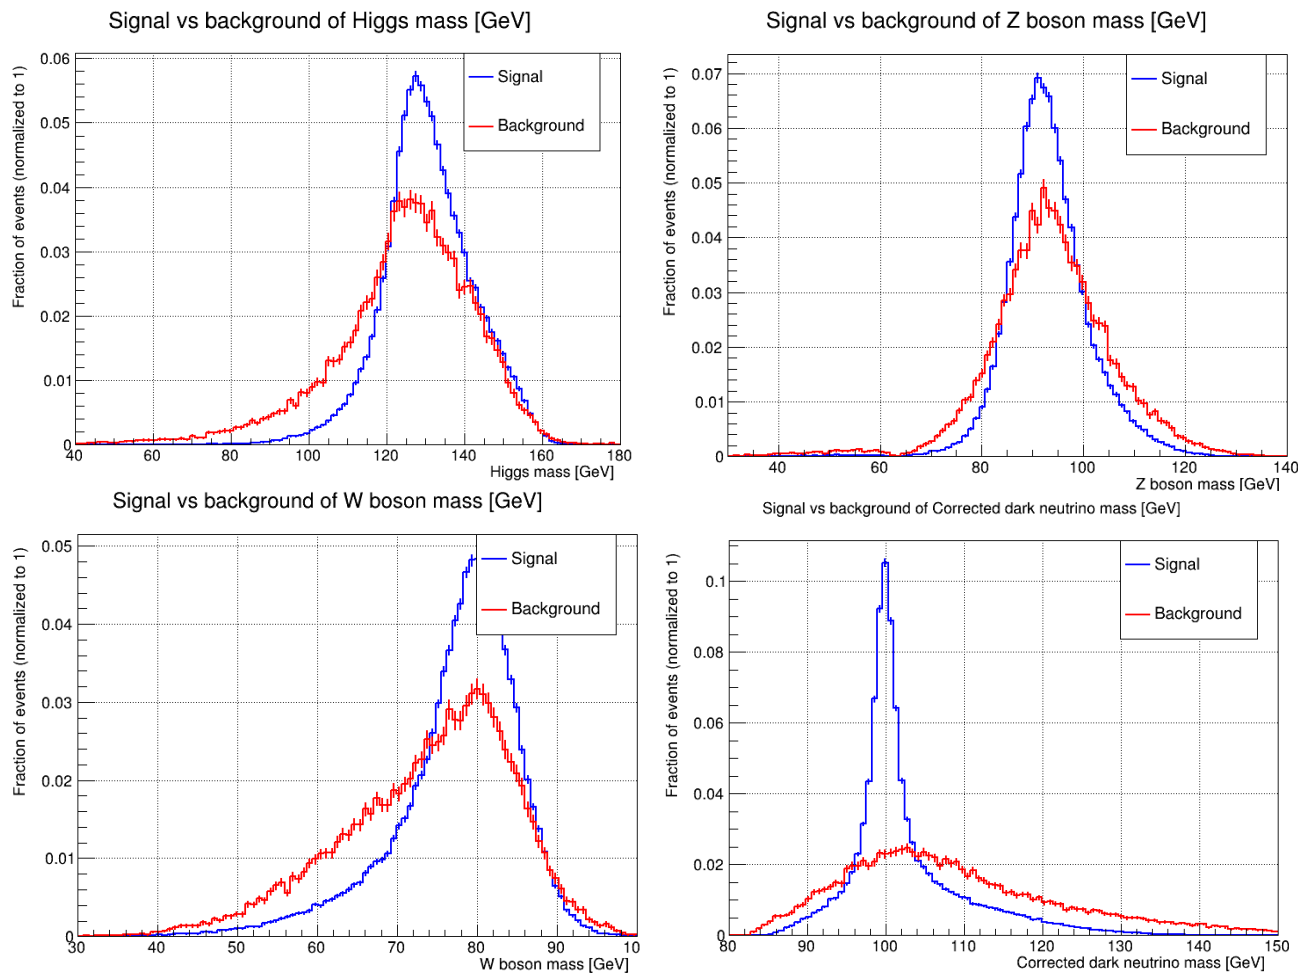 Signal vs background of Higgs mass [GeV]
Fraction of events (normalized to 1)
0.06
0.05
0.04
0.03
0.02
0.01
0
Signal
Background
40 60 80 100 120 140 160 180
Higgs mass [GeV]
Signal vs background of Z boson mass [GeV]
Fraction of events (normalized to 1)
0.07
0.06
0.05
0.04
0.03
0.02
0.01
0
Signal
Background
40 60 80 100 120 140
Z boson mass [GeV]
Signal vs background of W boson mass [GeV]
Fraction of events (normalized to 1)
0.05
0.04
0.03
0.02
0.01
0
Signal
Background
30 40 50 60 70 80 90 100
W boson mass [GeV]
Signal vs background of Corrected dark neutrino mass [GeV]
Fraction of events (normalized to 1)
0.1
0.08
0.06
0.04
0.02
0
Signal
Background
80 90 100 110 120 130 140 150
Corrected dark neutrino mass [GeV]